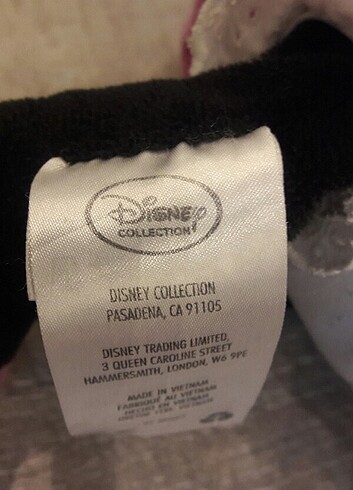 Disney
COLLECTION
DISNEY COLLECTION
PASADENA, CA 91105
DISNEY TRADING LIMITED,
3 QUEEN CAROLINE STREET
HAMMERSMITH, LONDON, W6 9PE
MADE IN VIETNAM
FABRIQUÉ AU VIETNAM
HECHO EN VIETNAM